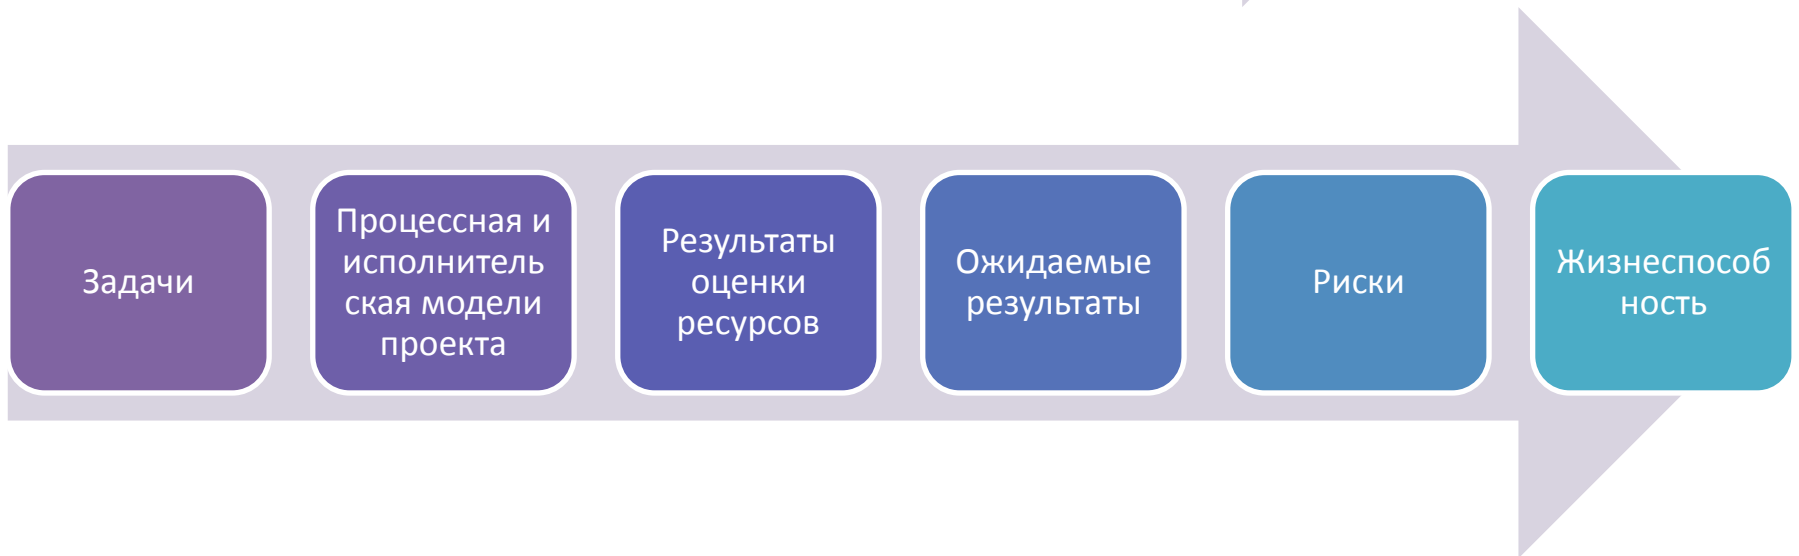 Задачи
Процессная и
исполнитель
ская модели
проекта
Результаты
оценки
ресурсов
Ожидаемые
результаты
Риски
Жизнеспособ
ность